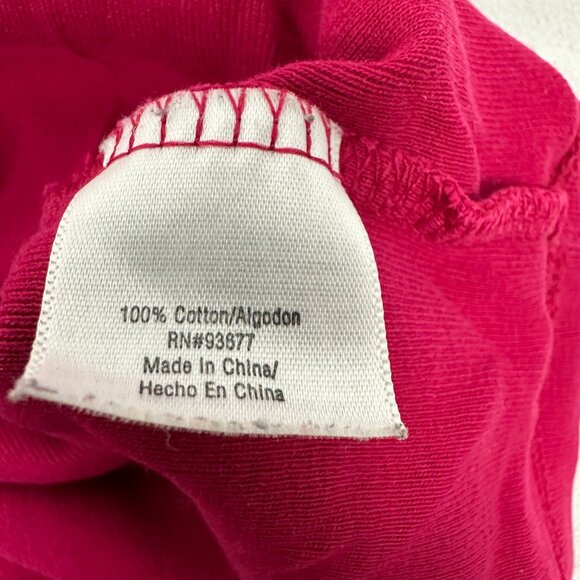 100% Cotton/Algodon
RN#93677
Made In China/
Hecho En China